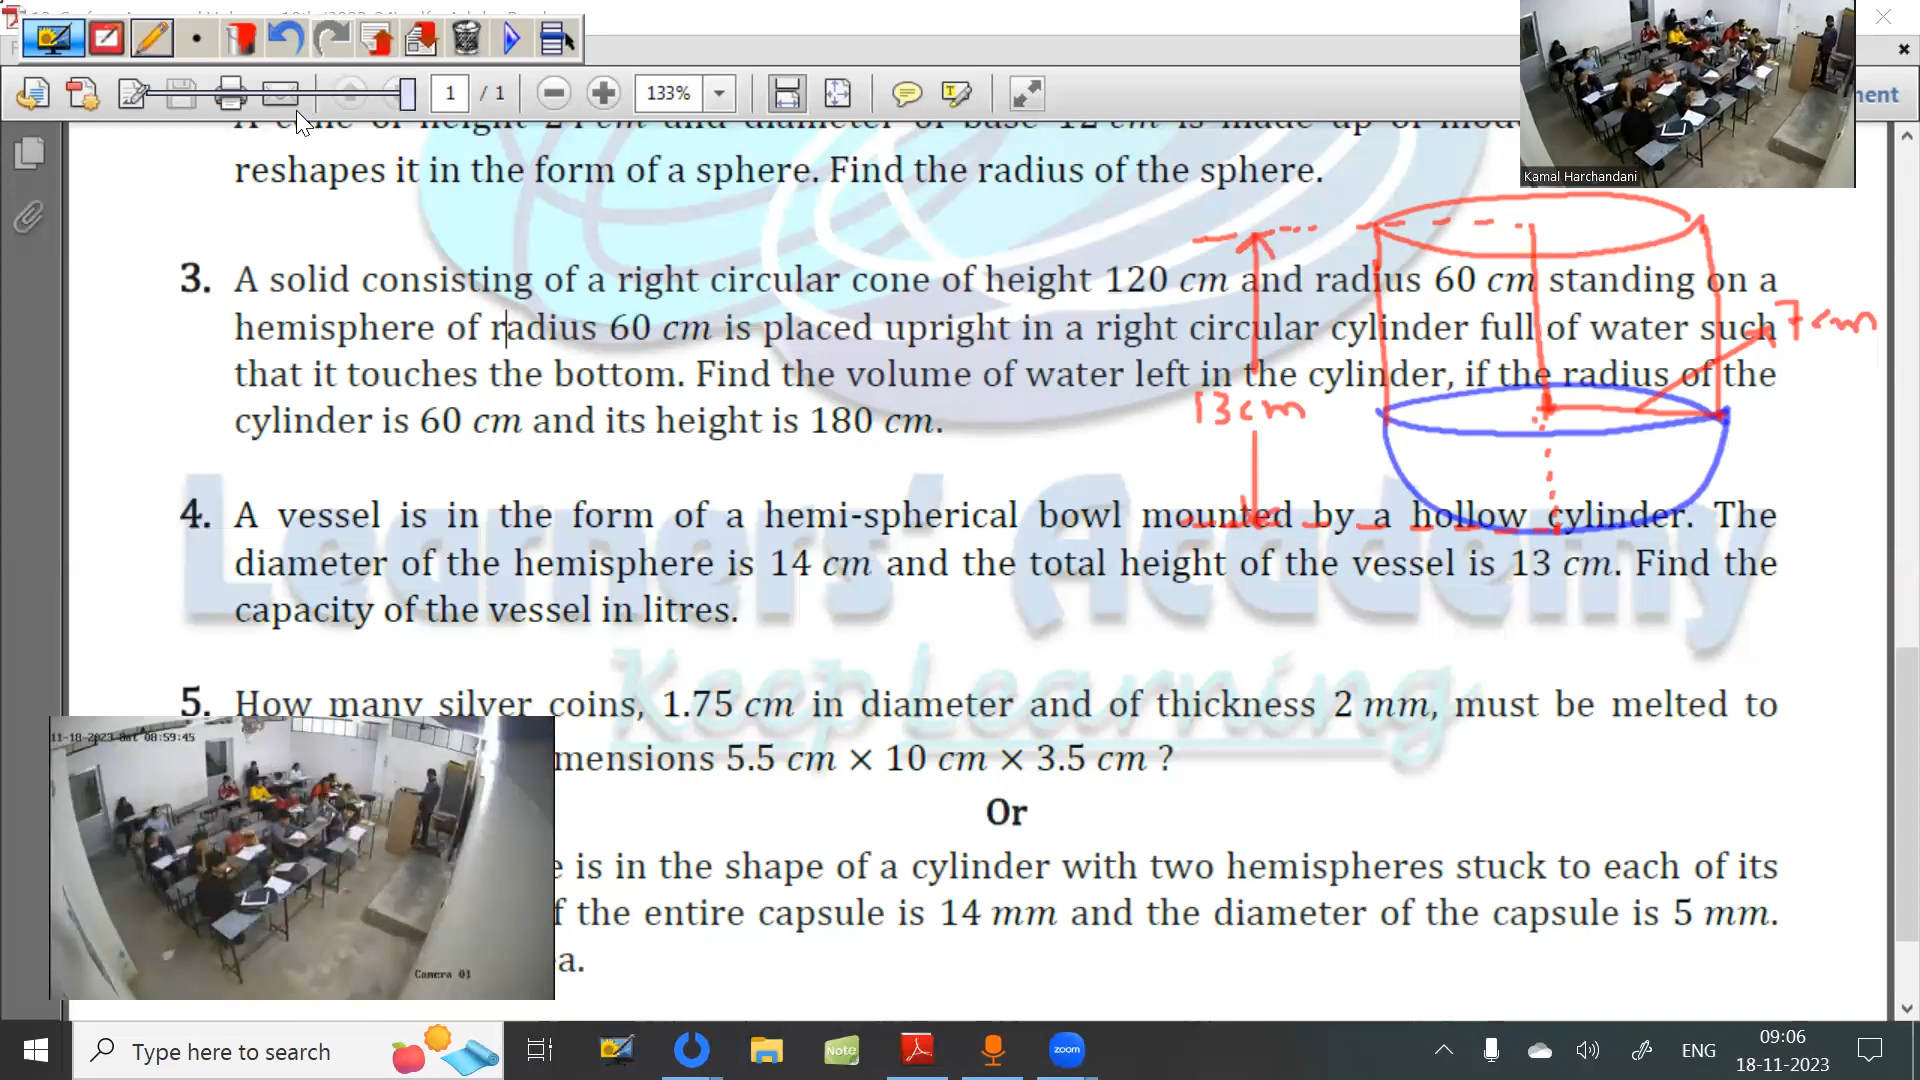 1 / 1
133%
reshapes it in the form of a sphere. Find the radius of the sphere.
Kamal Harchandani
3. A solid consisting of a right circular cone of height 120 cm and radius 60 cm standing on a
hemisphere of radius 60 cm is placed upright in a right circular cylinder full of water such
that it touches the bottom. Find the volume of water left in the cylinder, if the radius of the
cylinder is 60 cm and its height is 180 cm.
7cm
13cm
4. A vessel is in the form of a hemi-spherical bowl mounted by a hollow cylinder. The
diameter of the hemisphere is 14 cm and the total height of the vessel is 13 cm. Find the
capacity of the vessel in litres.
Learners' Academy
Keep Learning
5. How many silver coins, 1.75 cm in diameter and of thickness 2 mm, must be melted to
mensions 5.5 cm × 10 cm × 3.5 cm ?
Or
e is in the shape of a cylinder with two hemispheres stuck to each of its
f the entire capsule is 14 mm and the diameter of the capsule is 5 mm.
ea.
11-18-2023 Sat 08:59:45
Camera 01
Type here to search
Note
zoom
ENG
09:06
18-11-2023